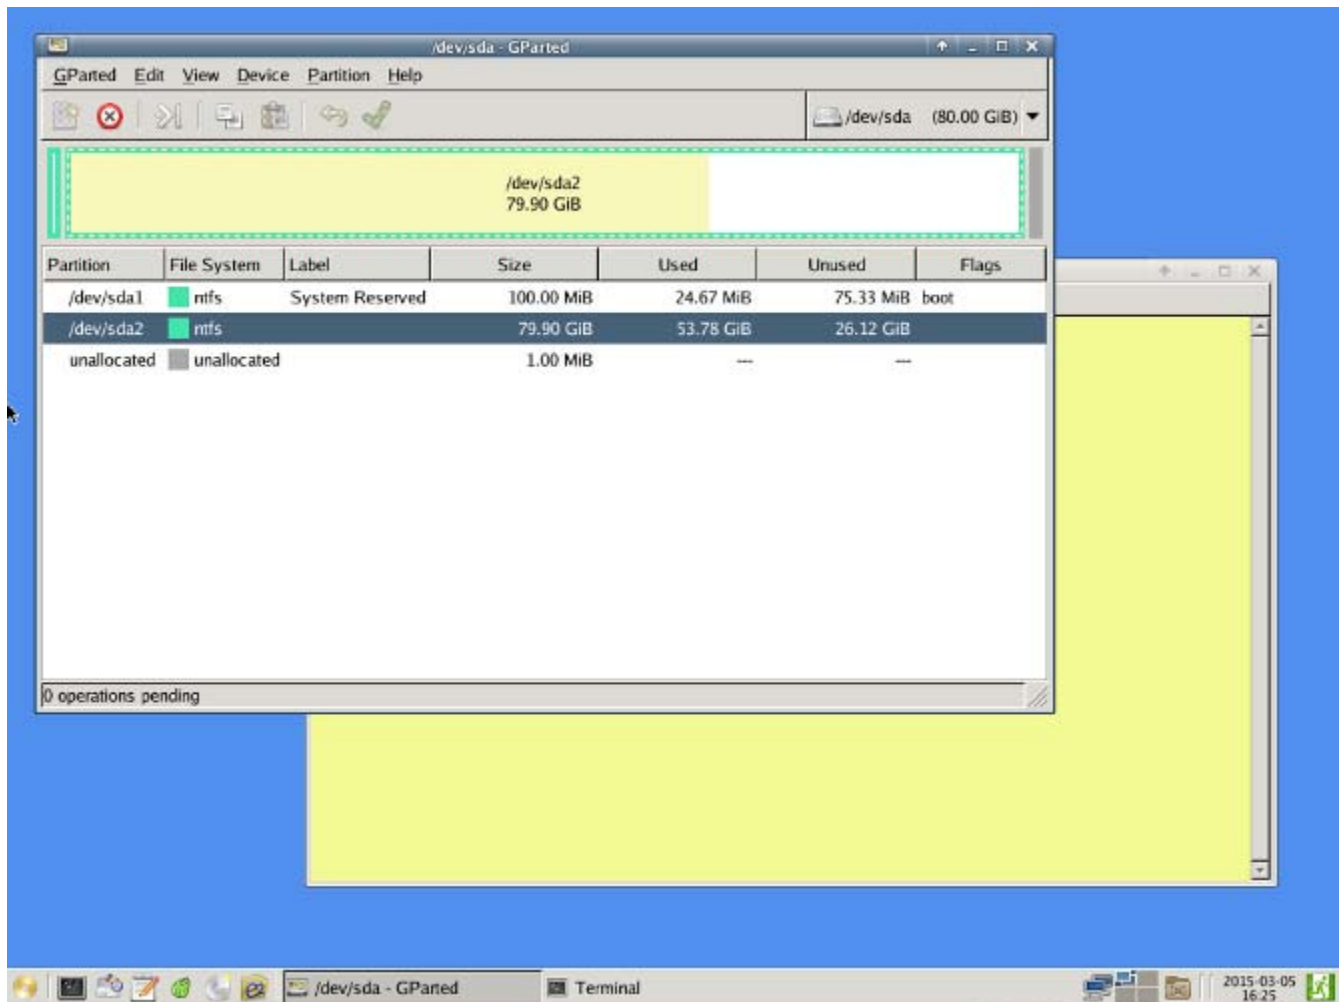 /dev/sda - GParted
GParted Edit View Device Partition Help
/dev/sda (80.00 GiB)
/dev/sda2
79.90 GiB
Partition File System Label Size Used Unused Flags
/dev/sda1 ntfs System Reserved 100.00 MiB 24.67 MiB 75.33 MiB boot
/dev/sda2 ntfs 79.90 GiB 53.78 GiB 26.12 GiB
unallocated unallocated 1.00 MiB --- ---
0 operations pending
/dev/sda - GParted Terminal 2015-03-05
16:25